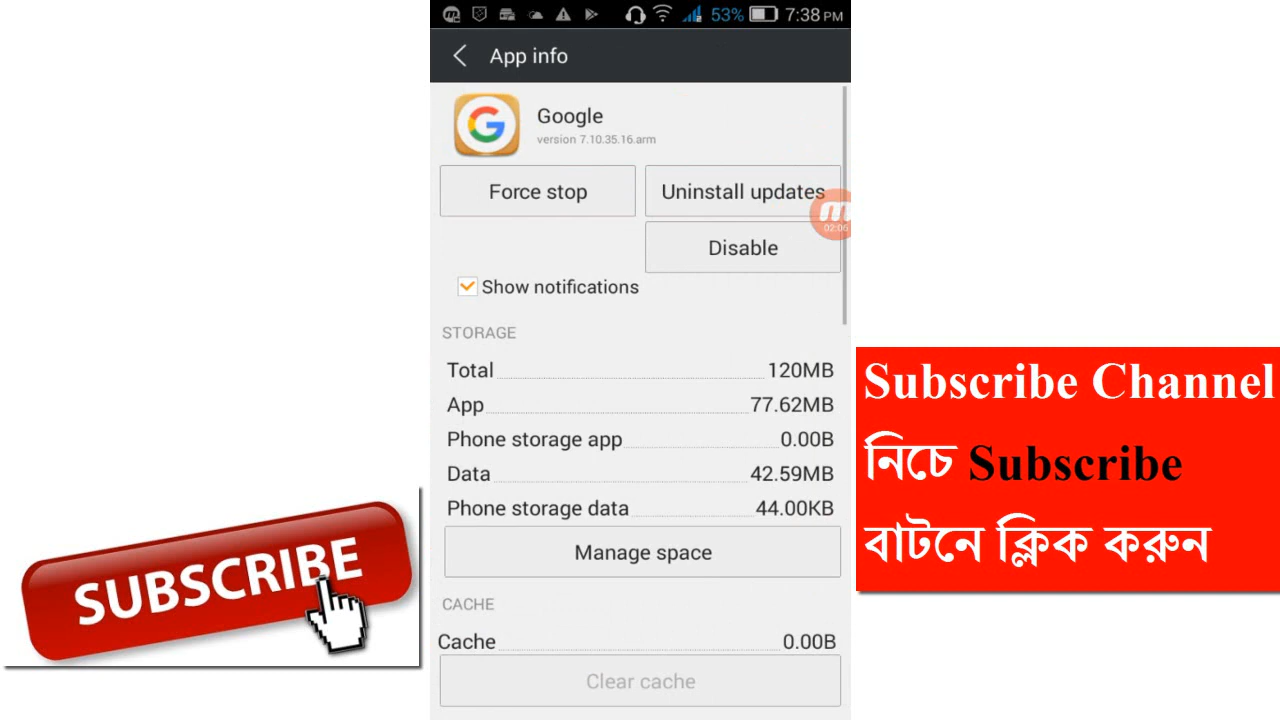 53% 7:38 PM
App info
Google
version 7.10.35.16.arm
Force stop
Uninstall updates
02:06
Disable
Show notifications
STORAGE
Total 120MB
App 77.62MB
Phone storage app 0.00B
Data 42.59MB
Phone storage data 44.00KB
Manage space
CACHE
Cache 0.00B
Clear cache
SUBSCRIBE
Subscribe Channel
নিচে Subscribe
বাটনে ক্লিক করুন